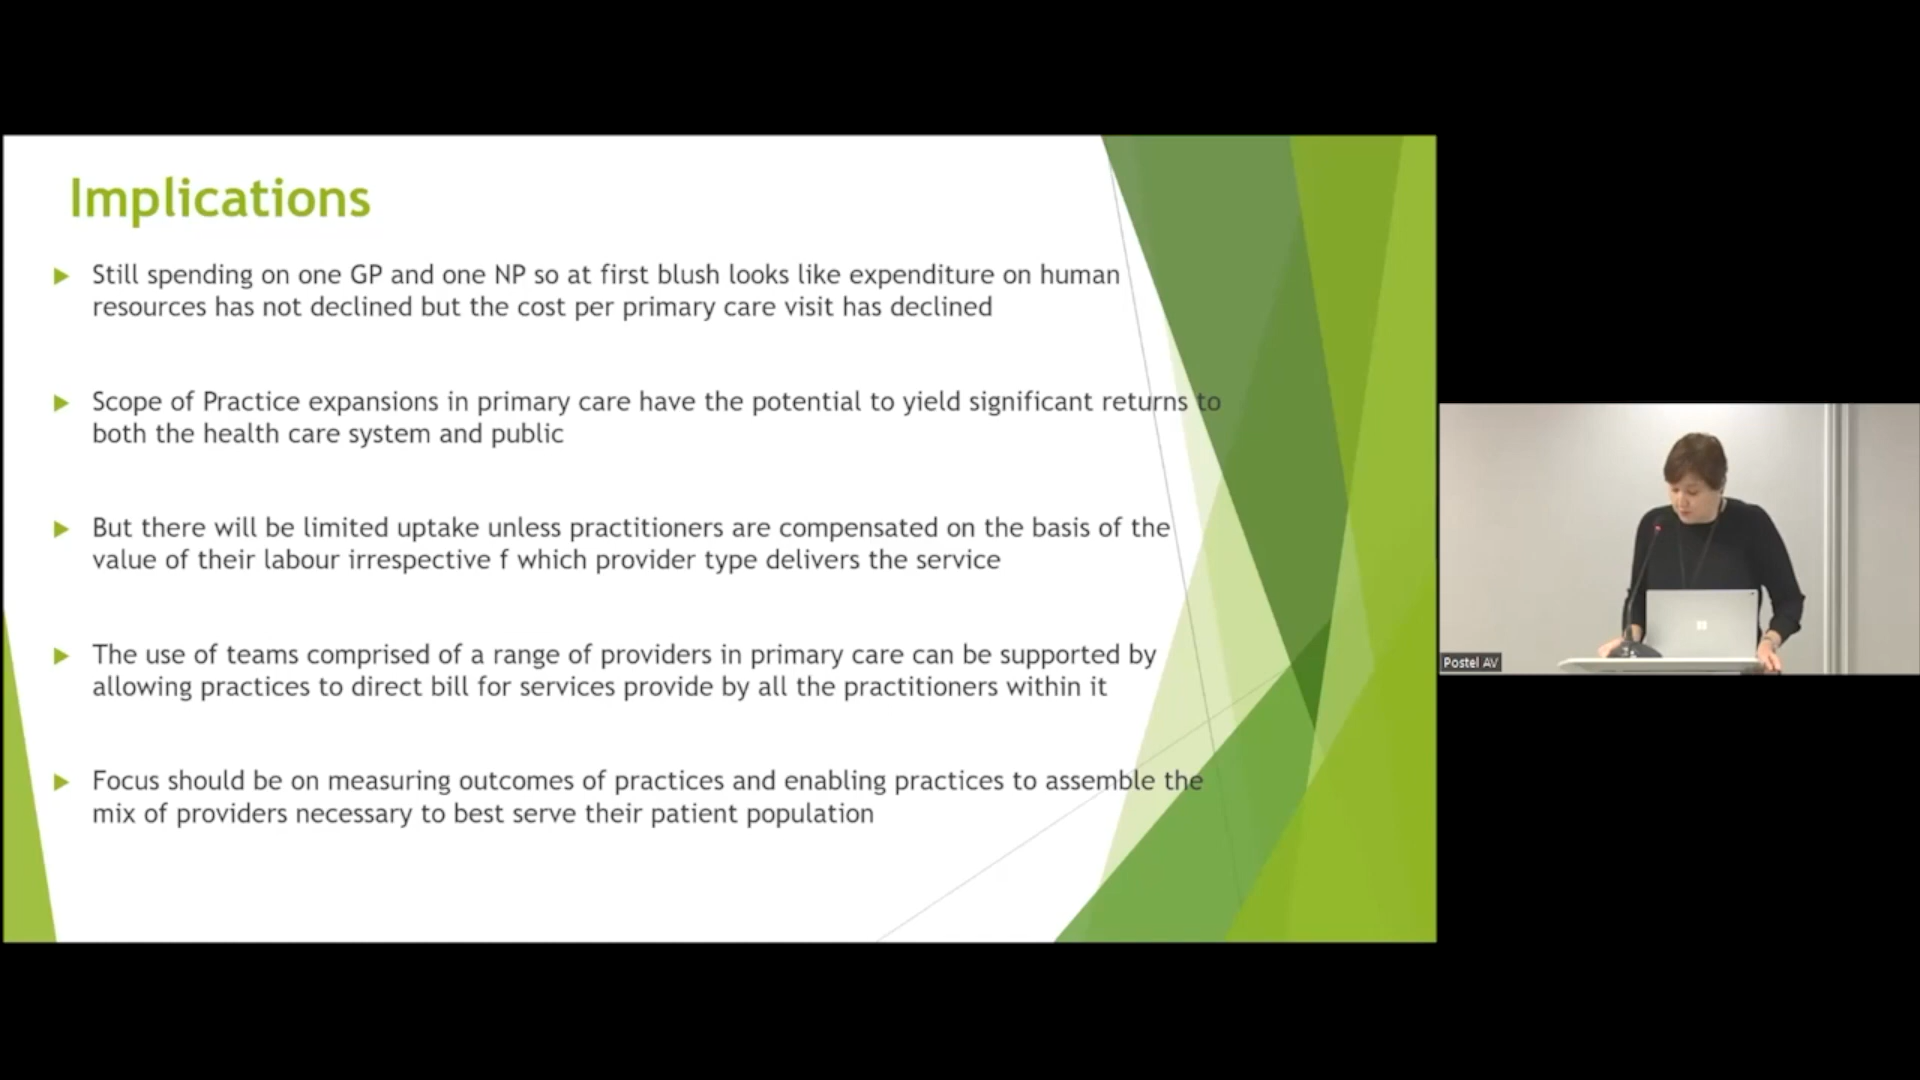 Implications
Still spending on one GP and one NP so at first blush looks like expenditure on human
resources has not declined but the cost per primary care visit has declined
Scope of Practice expansions in primary care have the potential to yield significant returns to
both the health care system and public
But there will be limited uptake unless practitioners are compensated on the basis of the
value of their labour irrespective f which provider type delivers the service
The use of teams comprised of a range of providers in primary care can be supported by
allowing practices to direct bill for services provide by all the practitioners within it
Focus should be on measuring outcomes of practices and enabling practices to assemble the
mix of providers necessary to best serve their patient population
Postel AV